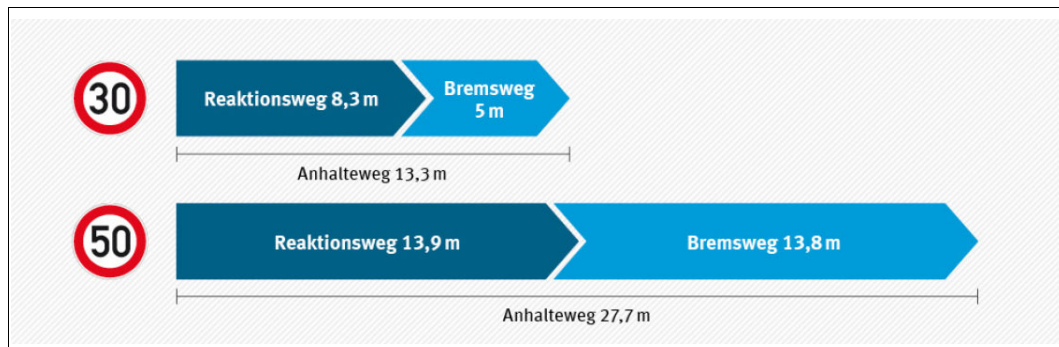 30
Reaktionsweg 8,3 m
Bremsweg
5 m
Anhalteweg 13,3 m
50
Reaktionsweg 13,9 m
Bremsweg 13,8 m
Anhalteweg 27,7 m